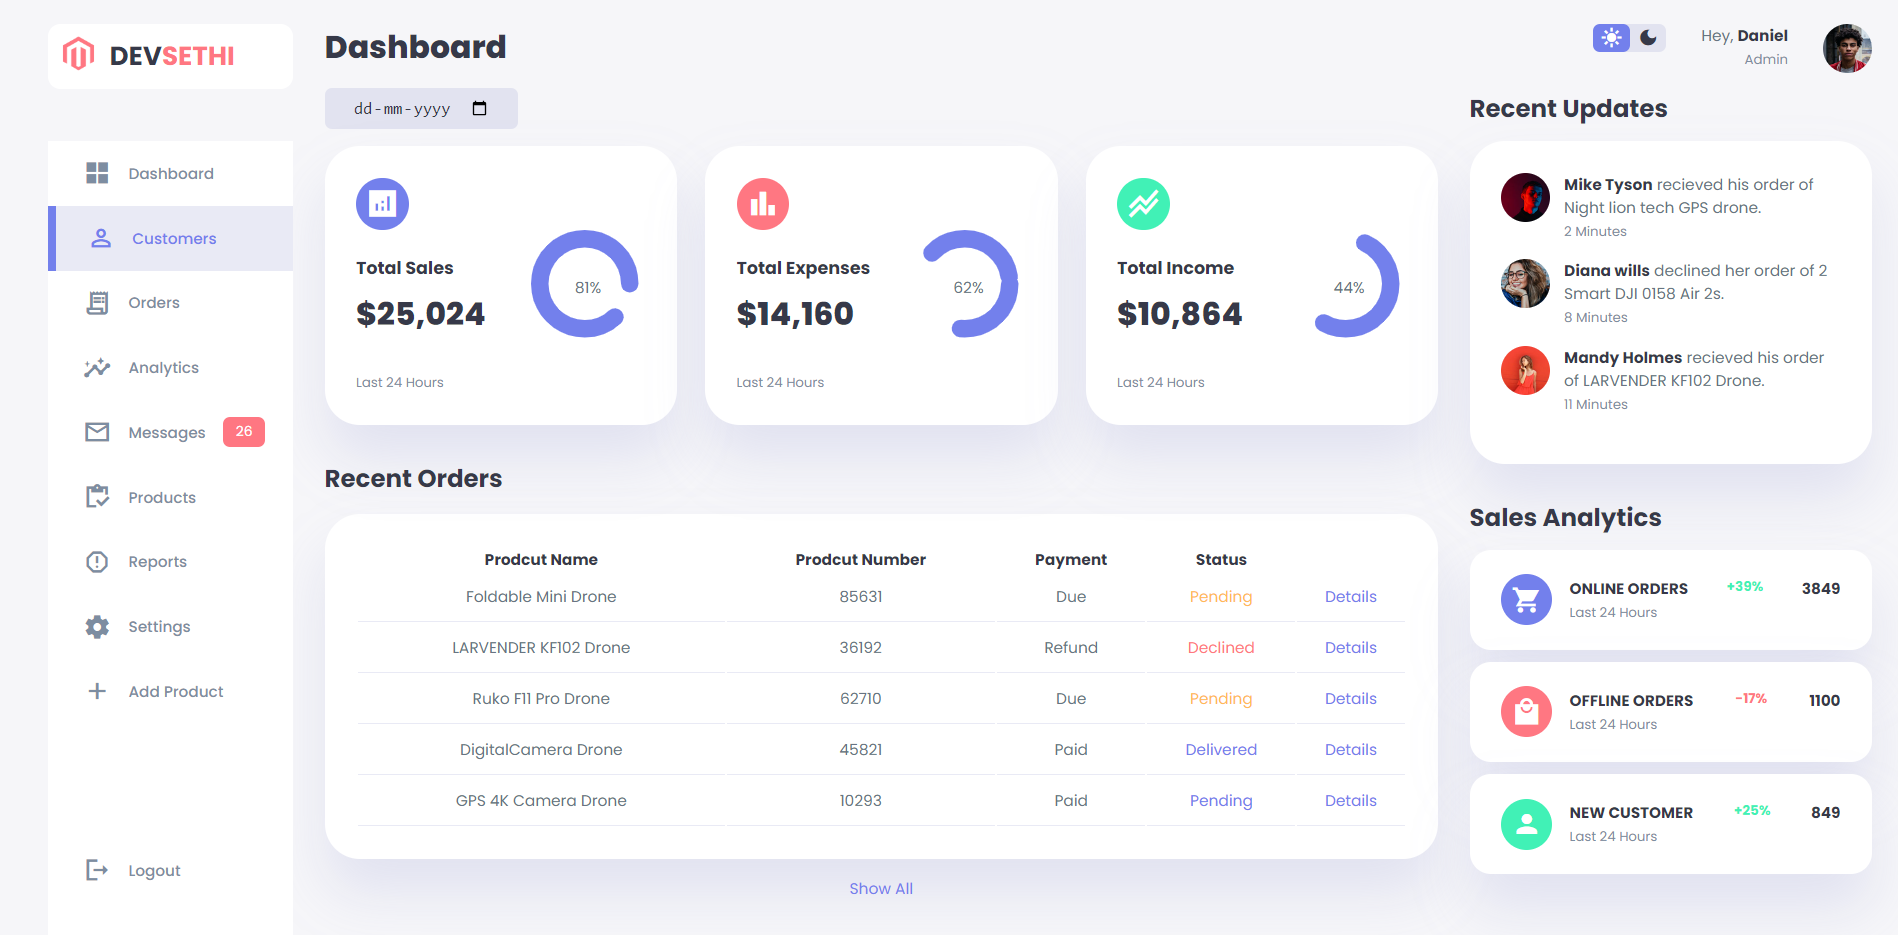 DEVSETHI
Dashboard
Customers
Orders
Analytics
Messages 26
Products
Reports
Settings
Add Product
Logout
Dashboard
dd-mm-yyyy
Total Sales
$25,024
81%
Last 24 Hours
Total Expenses
$14,160
62%
Last 24 Hours
Total Income
$10,864
44%
Last 24 Hours
Recent Orders
Prodcut Name Prodcut Number Payment Status
Foldable Mini Drone 85631 Due Pending Details
LARVENDER KF102 Drone 36192 Refund Declined Details
Ruko F11 Pro Drone 62710 Due Pending Details
DigitalCamera Drone 45821 Paid Delivered Details
GPS 4K Camera Drone 10293 Paid Pending Details
Show All
Hey, Daniel
Admin
Recent Updates
Mike Tyson recieved his order of
Night lion tech GPS drone.
2 Minutes
Diana wills declined her order of 2
Smart DJI 0158 Air 2s.
8 Minutes
Mandy Holmes recieved his order
of LARVENDER KF102 Drone.
11 Minutes
Sales Analytics
ONLINE ORDERS +39% 3849
Last 24 Hours
OFFLINE ORDERS -17% 1100
Last 24 Hours
NEW CUSTOMER +25% 849
Last 24 Hours